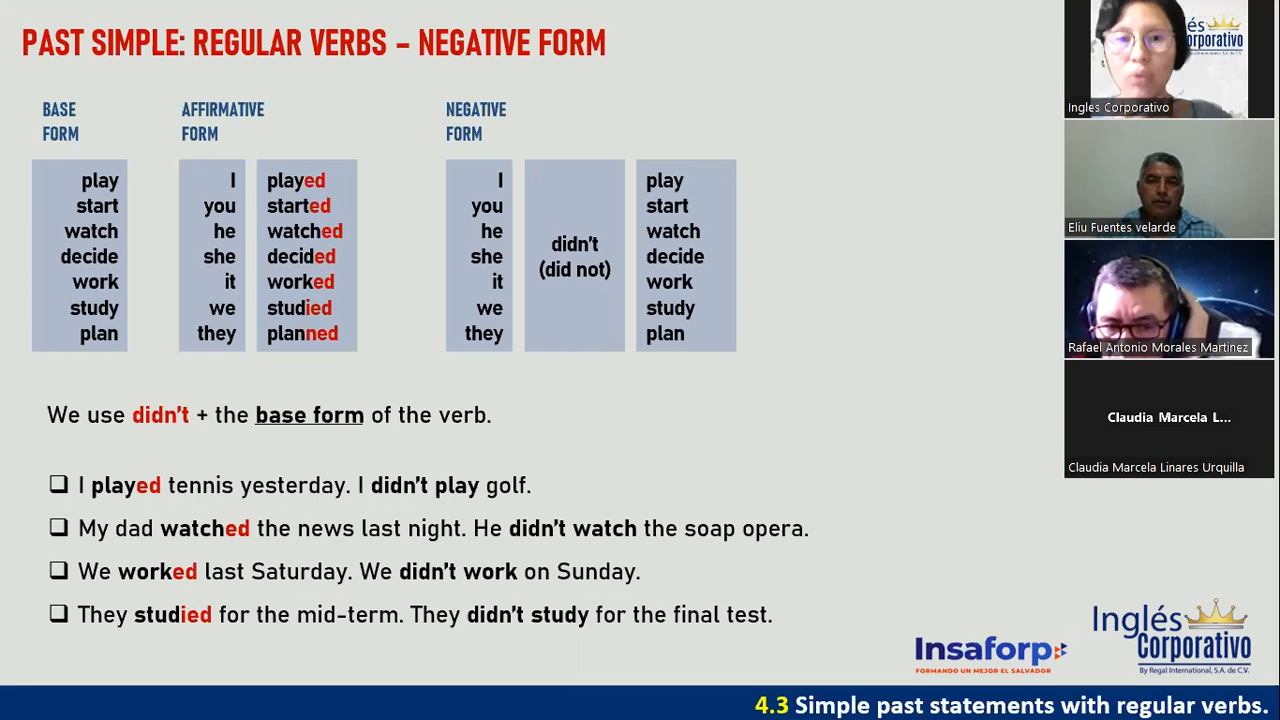 PAST SIMPLE: REGULAR VERBS – NEGATIVE FORM
BASE
FORM
play
start
watch
decide
work
study
plan
AFFIRMATIVE
FORM
I
you
he
she
it
we
they
played
started
watched
decided
worked
studied
planned
NEGATIVE
FORM
I
you
he
she
it
we
they
didn't
(did not)
play
start
watch
decide
work
study
plan
We use didn't + the base form of the verb.
❑ I played tennis yesterday. I didn't play golf.
❑ My dad watched the news last night. He didn't watch the soap opera.
❑ We worked last Saturday. We didn't work on Sunday.
❑ They studied for the mid-term. They didn't study for the final test.
Insaforp
FORMANDO UN MEJOR EL SALVADOR
Inglés
Corporativo
By Regal International, S.A. de C.V.
4.3 Simple past statements with regular verbs.
Inglés Corporativo
Eliu Fuentes velarde
Rafael Antonio Morales Martinez
Claudia Marcela L...
Claudia Marcela Linares Urquilla